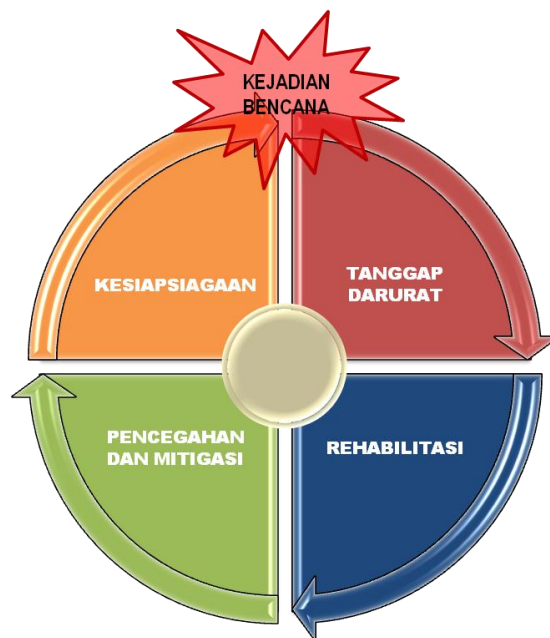 KEJADIAN
BENCANA
KESIAPSIAGAAN
TANGGAP
DARURAT
PENCEGAHAN
DAN MITIGASI
REHABILITASI